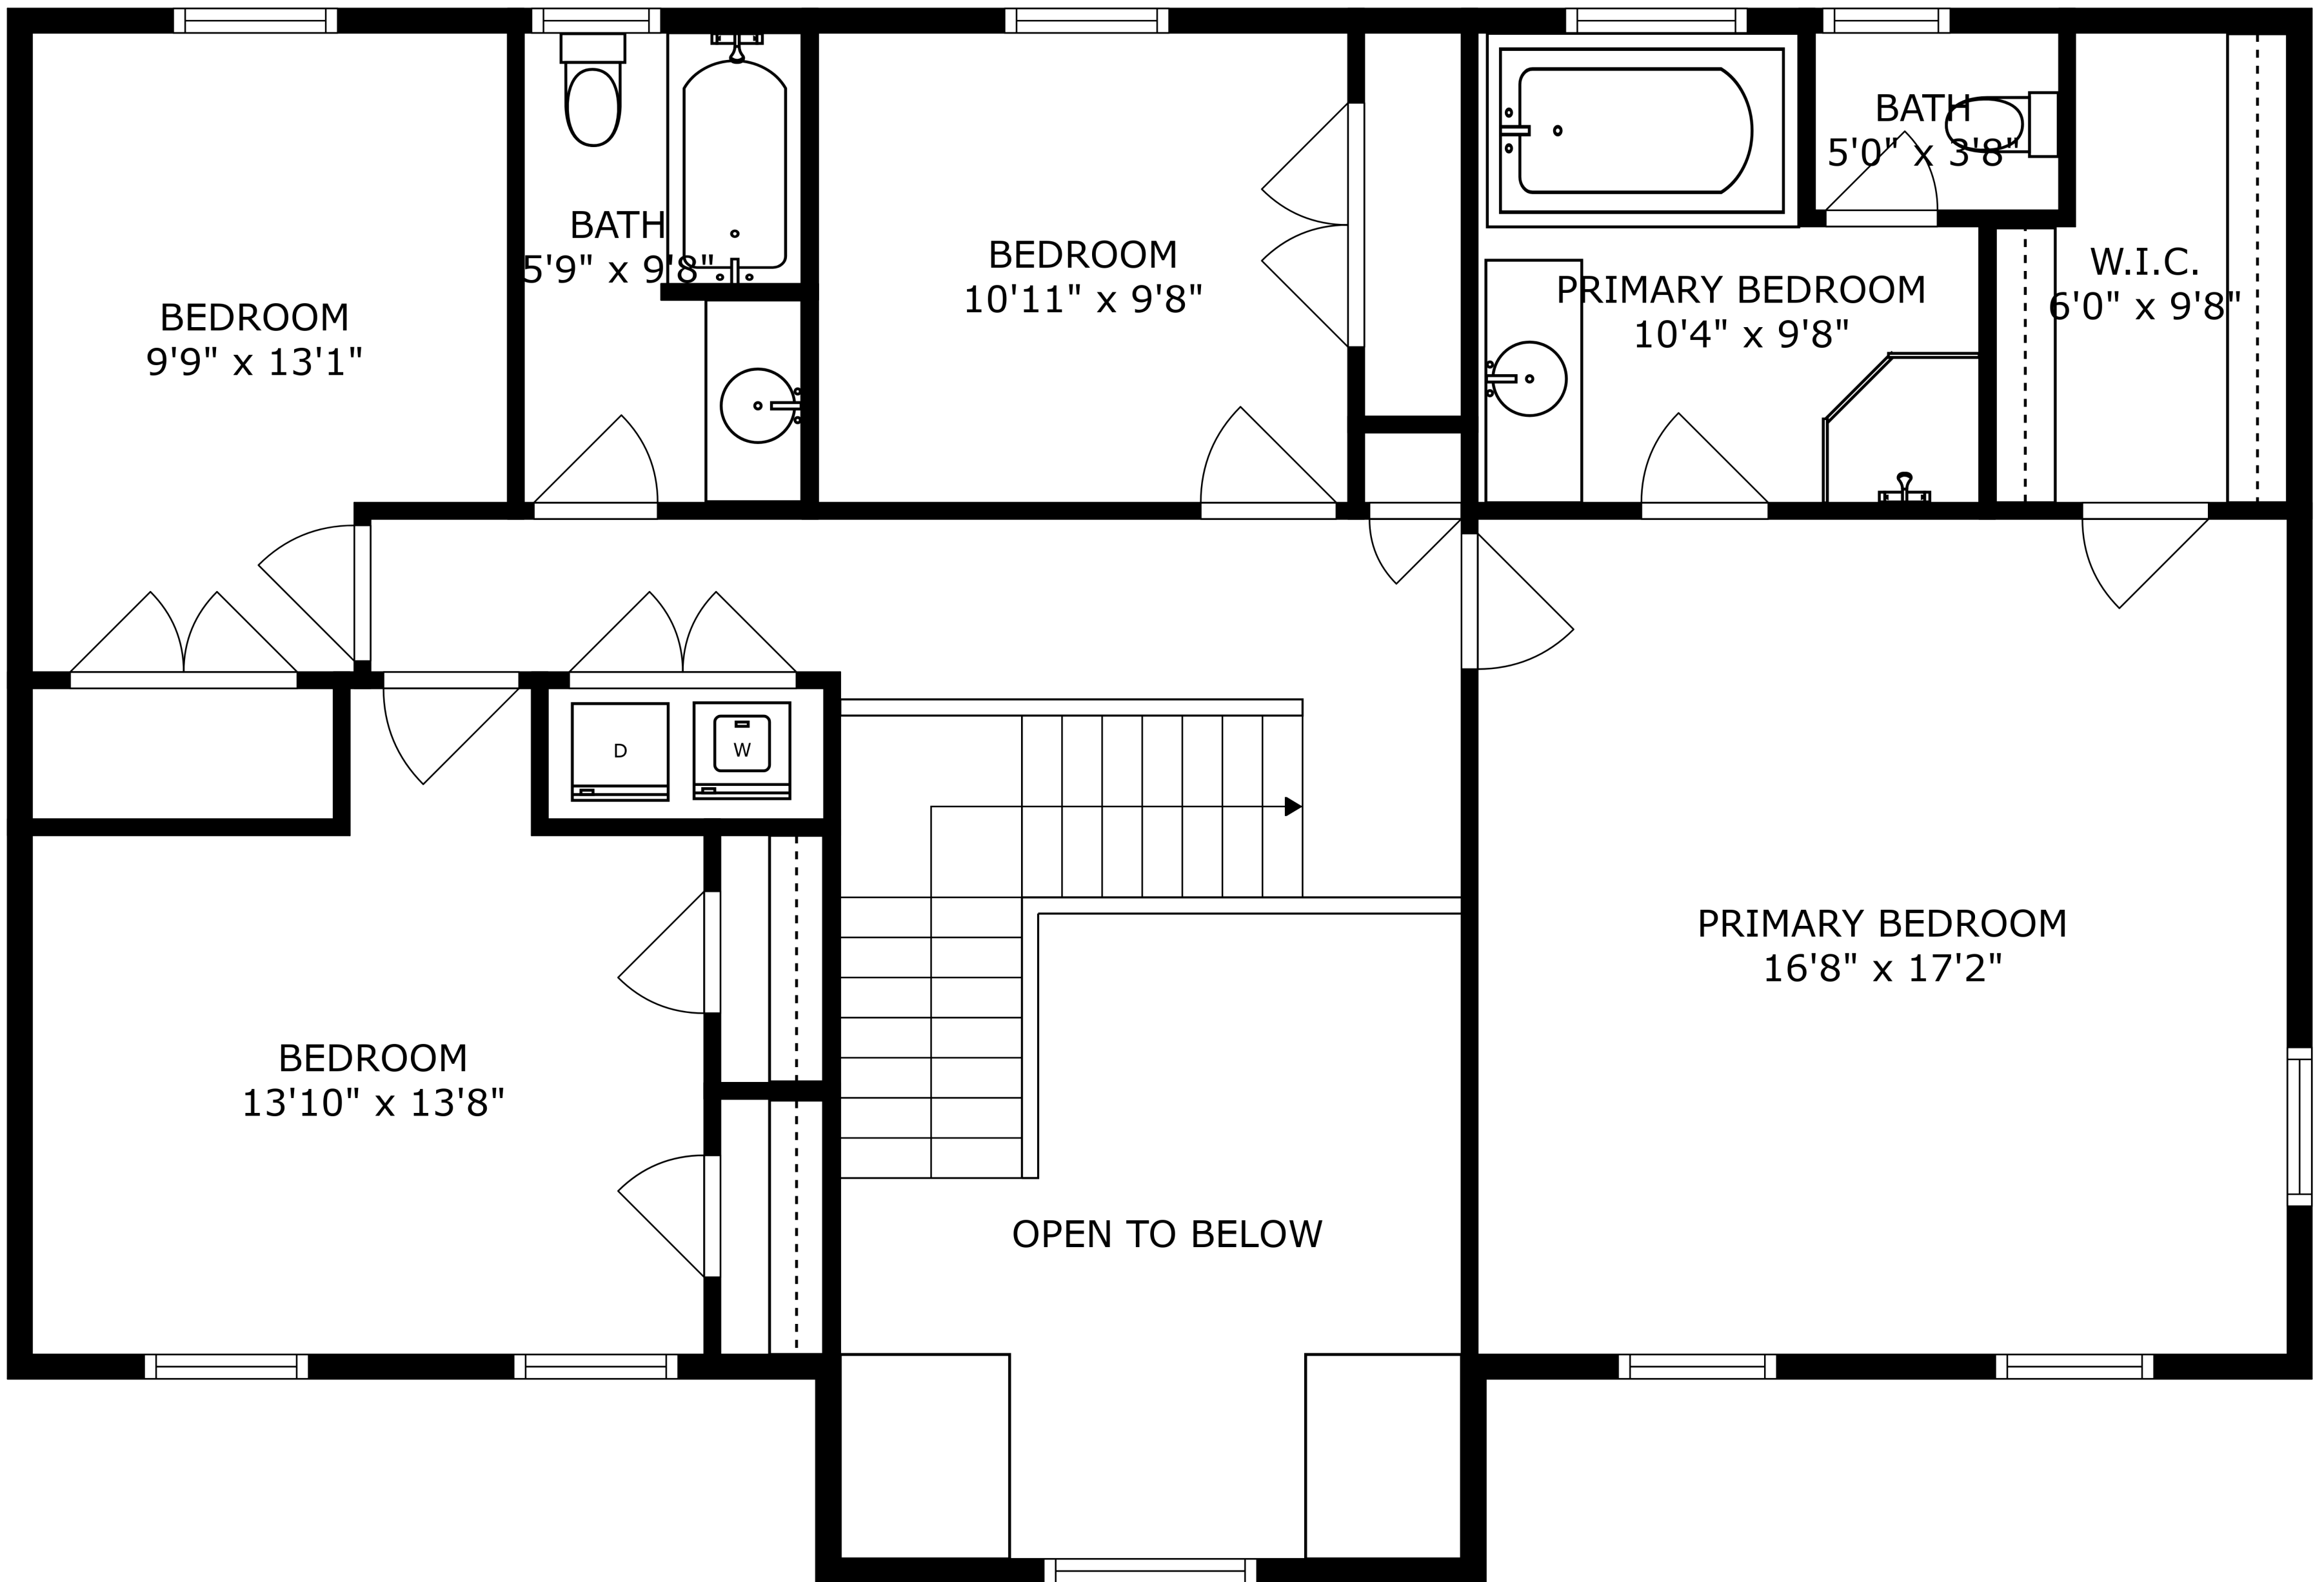 BATH
5'0" x 3'8"
BATH
5'9" x 9'8"
BEDROOM
10'11" x 9'8"
W.I.C.
6'0" x 9'8"
PRIMARY BEDROOM
10'4" x 9'8"
BEDROOM
9'9" x 13'1"
D
W
PRIMARY BEDROOM
16'8" x 17'2"
BEDROOM
13'10" x 13'8"
OPEN TO BELOW